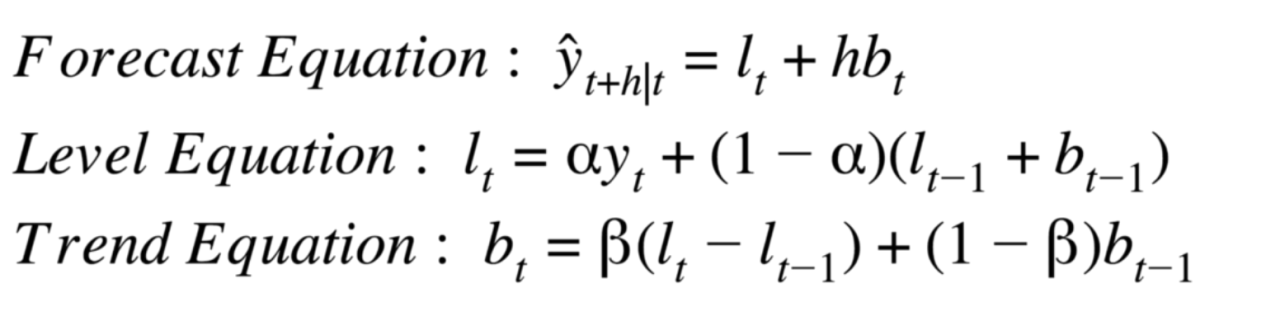 Forecast Equation : ŷ_{t+h|t} = l_t + hb_t
Level Equation : l_t = αy_t + (1 − α)(l_{t−1} + b_{t−1})
Trend Equation : b_t = β(l_t − l_{t−1}) + (1 − β)b_{t−1}